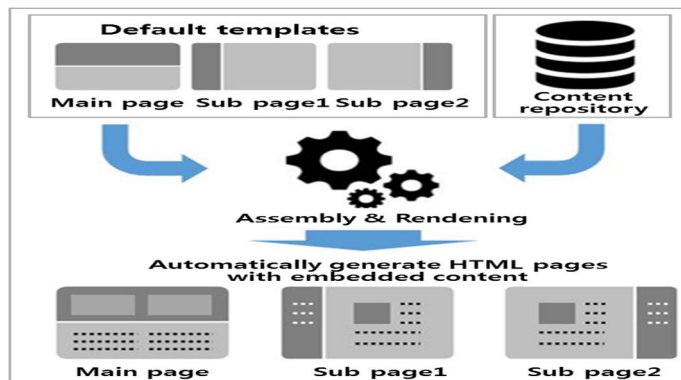 Default templates
Main page Sub page1 Sub page2
Content
repository
Assembly & Rendening
Automatically generate HTML pages
with embedded content
Main page Sub page1 Sub page2